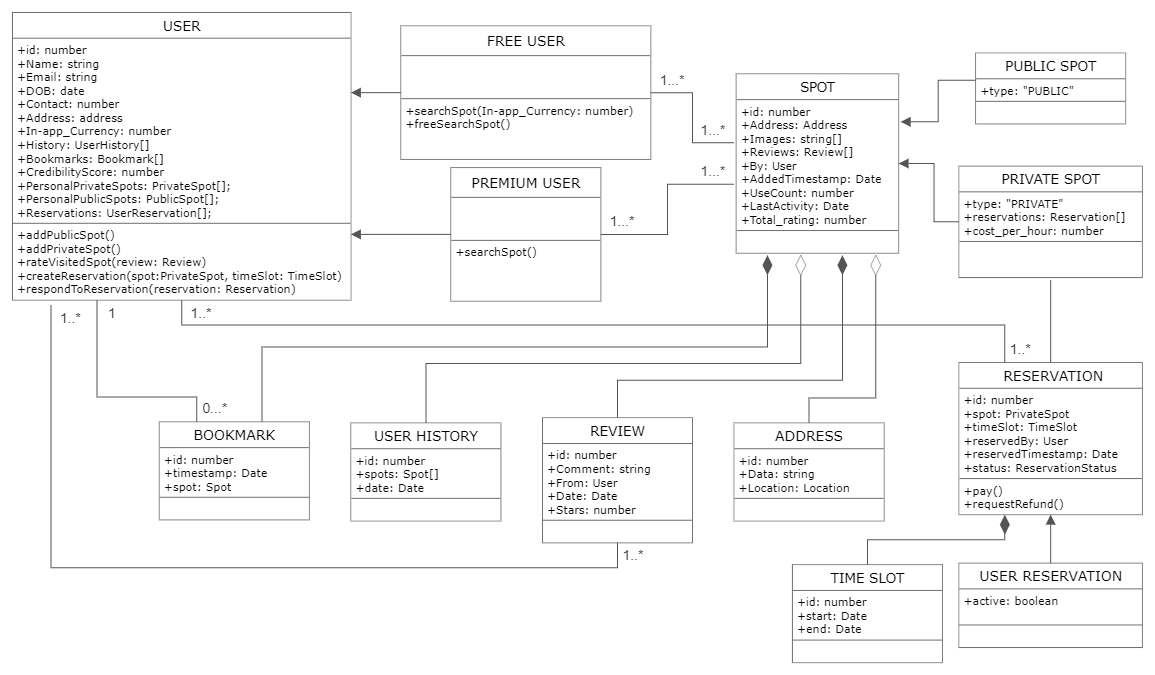 USER
+id: number
+Name: string
+Email: string
+DOB: date
+Contact: number
+Address: address
+In-app_Currency: number
+History: UserHistory[]
+Bookmarks: Bookmark[]
+CredibilityScore: number
+PersonalPrivateSpots: PrivateSpot[];
+PersonalPublicSpots: PublicSpot[];
+Reservations: UserReservation[];
+addPublicSpot()
+addPrivateSpot()
+rateVisitedSpot(review: Review)
+createReservation(spot:PrivateSpot, timeSlot: TimeSlot)
+respondToReservation(reservation: Reservation)
FREE USER
+searchSpot(In-app_Currency: number)
+freeSearchSpot()
PREMIUM USER
+searchSpot()
1...*
1...*
1...*
1...*
SPOT
+id: number
+Address: Address
+Images: string[]
+Reviews: Review[]
+By: User
+AddedTimestamp: Date
+UseCount: number
+LastActivity: Date
+Total_rating: number
PUBLIC SPOT
+type: "PUBLIC"
PRIVATE SPOT
+type: "PRIVATE"
+reservations: Reservation[]
+cost_per_hour: number
1..*
1
1..*
1..*
0...*
1..*
BOOKMARK
+id: number
+timestamp: Date
+spot: Spot
USER HISTORY
+id: number
+spots: Spot[]
+date: Date
REVIEW
+id: number
+Comment: string
+From: User
+Date: Date
+Stars: number
ADDRESS
+id: number
+Data: string
+Location: Location
RESERVATION
+id: number
+spot: PrivateSpot
+timeSlot: TimeSlot
+reservedBy: User
+reservedTimestamp: Date
+status: ReservationStatus
+pay()
+requestRefund()
TIME SLOT
+id: number
+start: Date
+end: Date
USER RESERVATION
+active: boolean